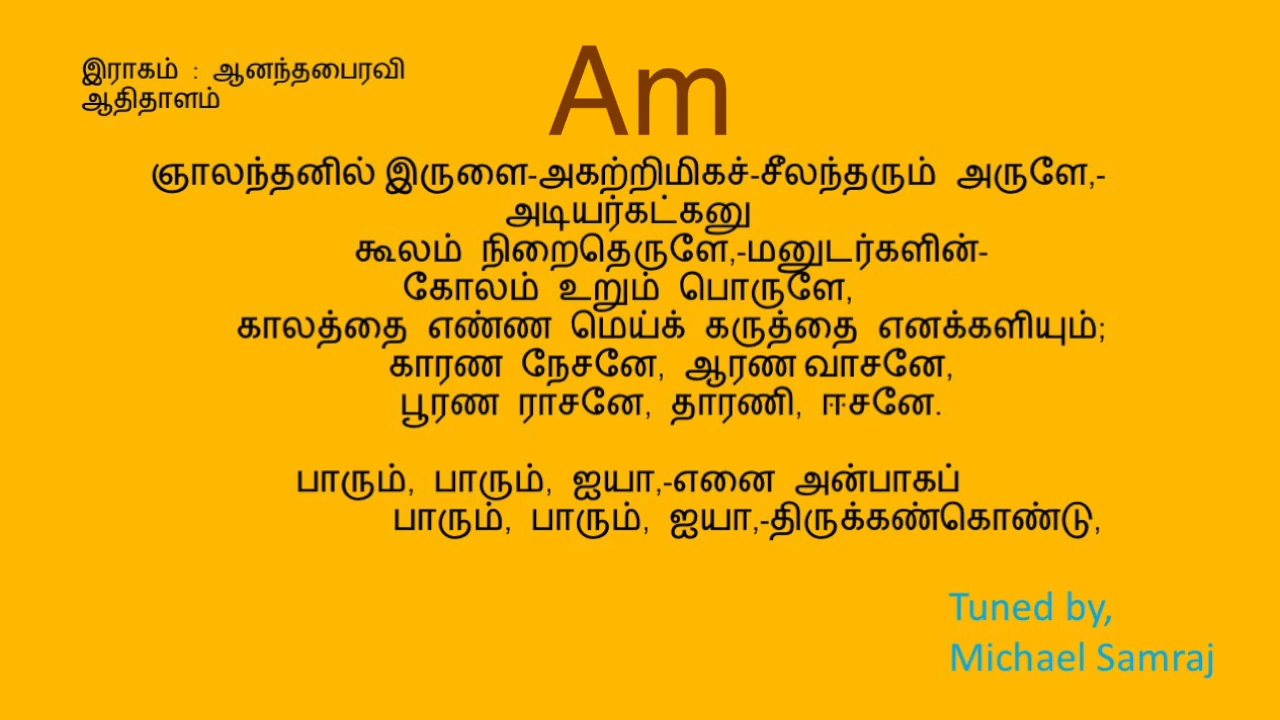 இராகம் : ஆனந்தபைரவி
ஆதிதாளம்
Am
ஞாலந்தனில் இருளை-அகற்றிமிகச்-சீலந்தரும் அருளே,-
அடியர்கட்கனு
கூலம் நிறைதெருளே,-மனுடர்களின்-
கோலம் உறும் பொருளே,
காலத்தை எண்ண மெய்க் கருத்தை எனக்களியும்;
காரண நேசனே, ஆரண வாசனே,
பூரண ராசனே, தாரணி, ஈசனே.
பாரும், பாரும், ஐயா,-எனை அன்பாகப்
பாரும், பாரும், ஐயா,-திருக்கண்கொண்டு,
Tuned by,
Michael Samraj